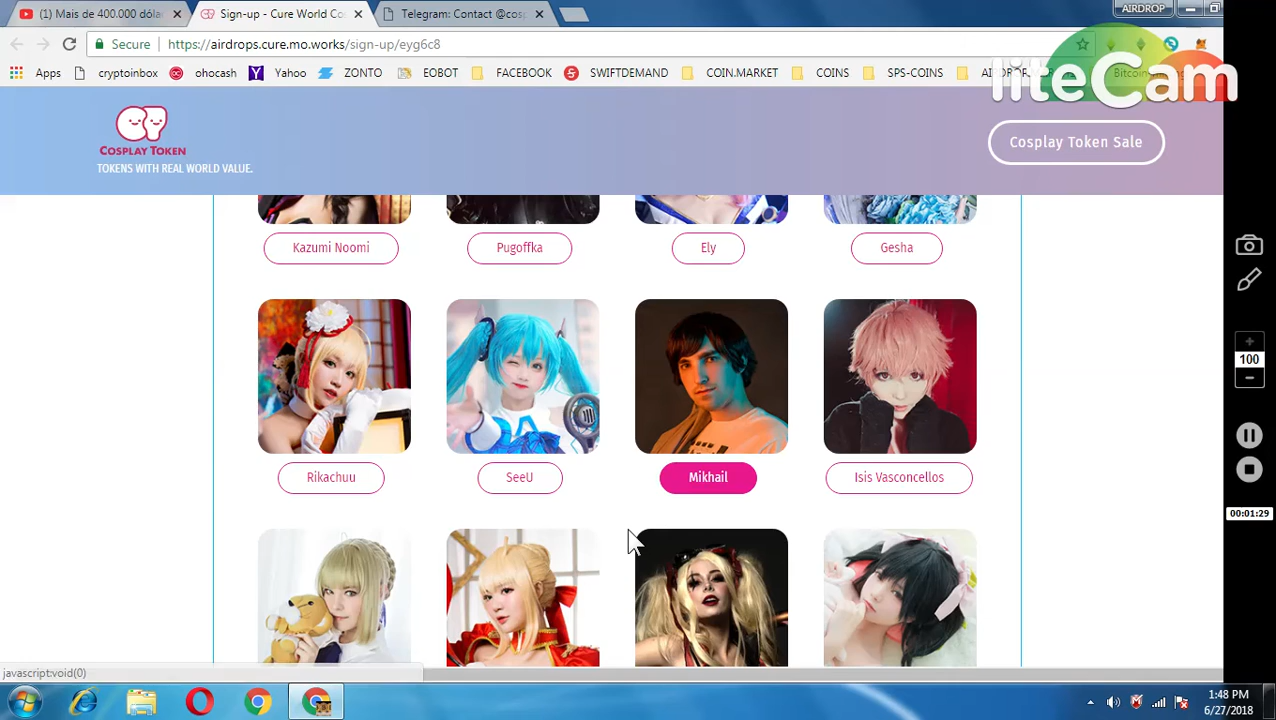 (1) Mais de 400.000 dólar
Sign-up - Cure World Co
Telegram: Contact @cos
AIRDROP
Secure
https://airdrops.cure.mo.works/sign-up/eyg6c8
Apps
cryptoinbox
ohocash
Yahoo
EOBOT
FACEBOOK
SWIFTDEMAND
COIN.MARKET
COINS
SPS-COINS
liteCam
COSPLAY TOKEN
TOKENS WITH REAL WORLD VALUE.
Cosplay Token Sale
Kazumi Noomi
Pugoffka
Ely
Gesha
100
Rikachuu
SeeU
Mikhail
Isis Vasconcellos
00:01:29
javascript:void(0)
1:48 PM
6/27/2018